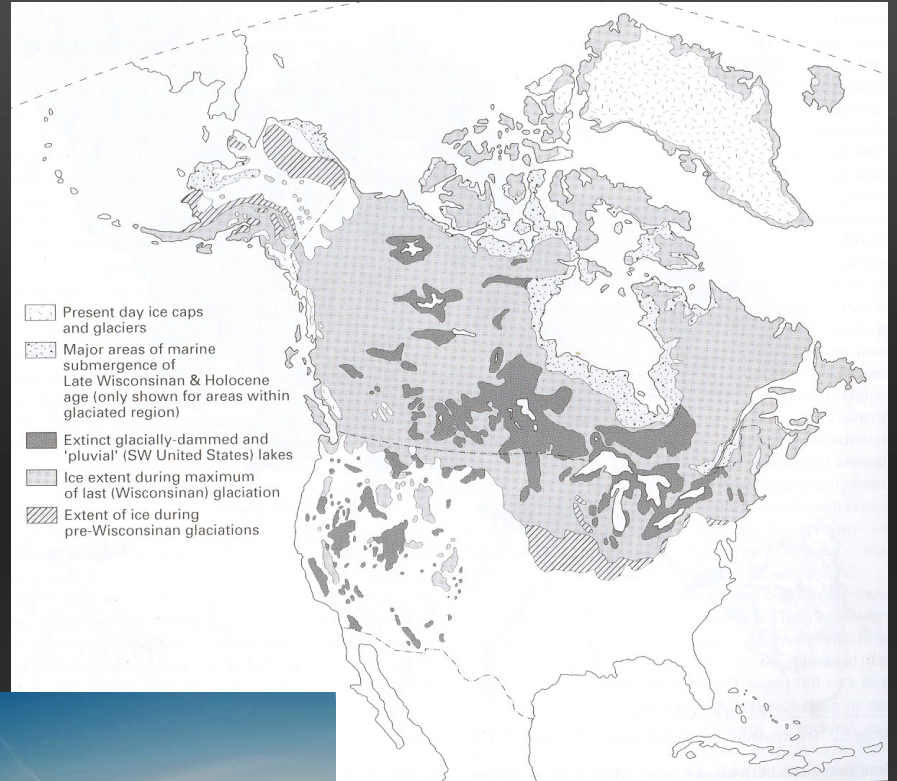 Present day ice caps
and glaciers
Major areas of marine
submergence of
Late Wisconsinan & Holocene
age (only shown for areas within
glaciated region)
Extinct glacially-dammed and
'pluvial' (SW United States) lakes
Ice extent during maximum
of last (Wisconsinan) glaciation
Extent of ice during
pre-Wisconsinan glaciations